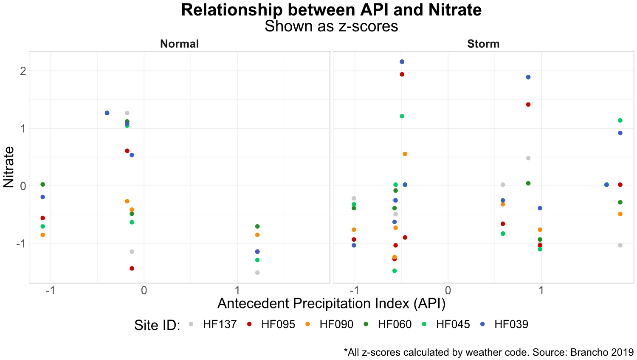 Relationship between API and Nitrate
Shown as z-scores
Normal
Storm
Nitrate
2
1
0
-1
-1
0
1
-1
0
1
Antecedent Precipitation Index (API)
Site ID: HF137 HF095 HF090 HF060 HF045 HF039
*All z-scores calculated by weather code. Source: Brancho 2019